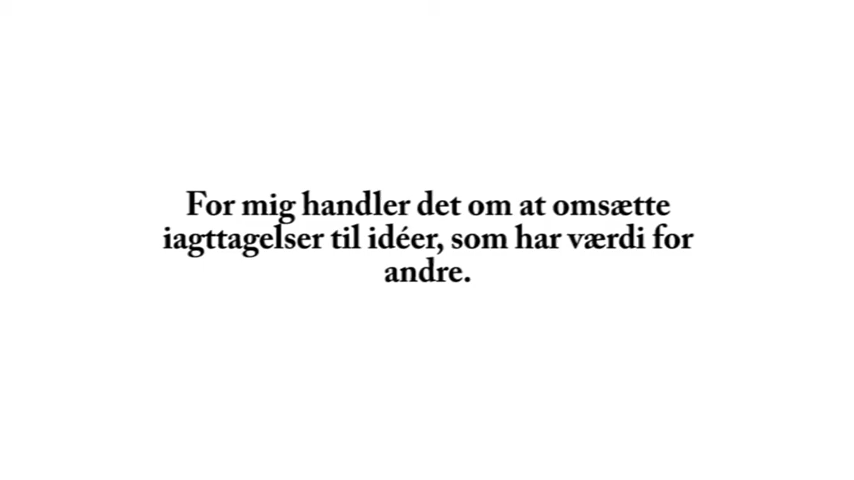 For mig handler det om at omsætte
iagttagelser til idéer, som har værdi for
andre.